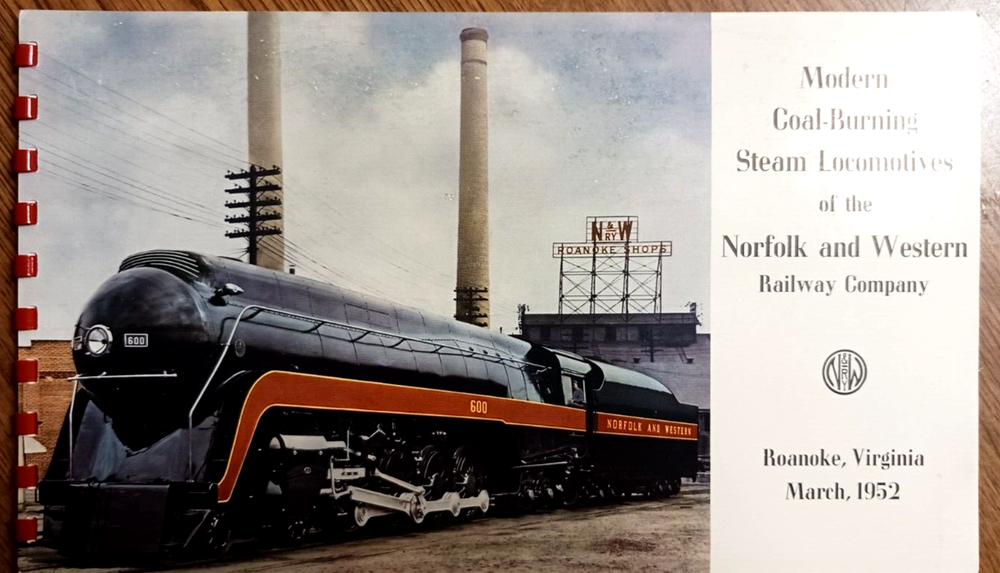 N&W
RY
ROANOKE SHOPS
600
600
NORFOLK AND WESTERN
Modern
Coal-Burning
Steam Locomotives
of the
Norfolk and Western
Railway Company
N&W
RY
Roanoke, Virginia
March, 1952